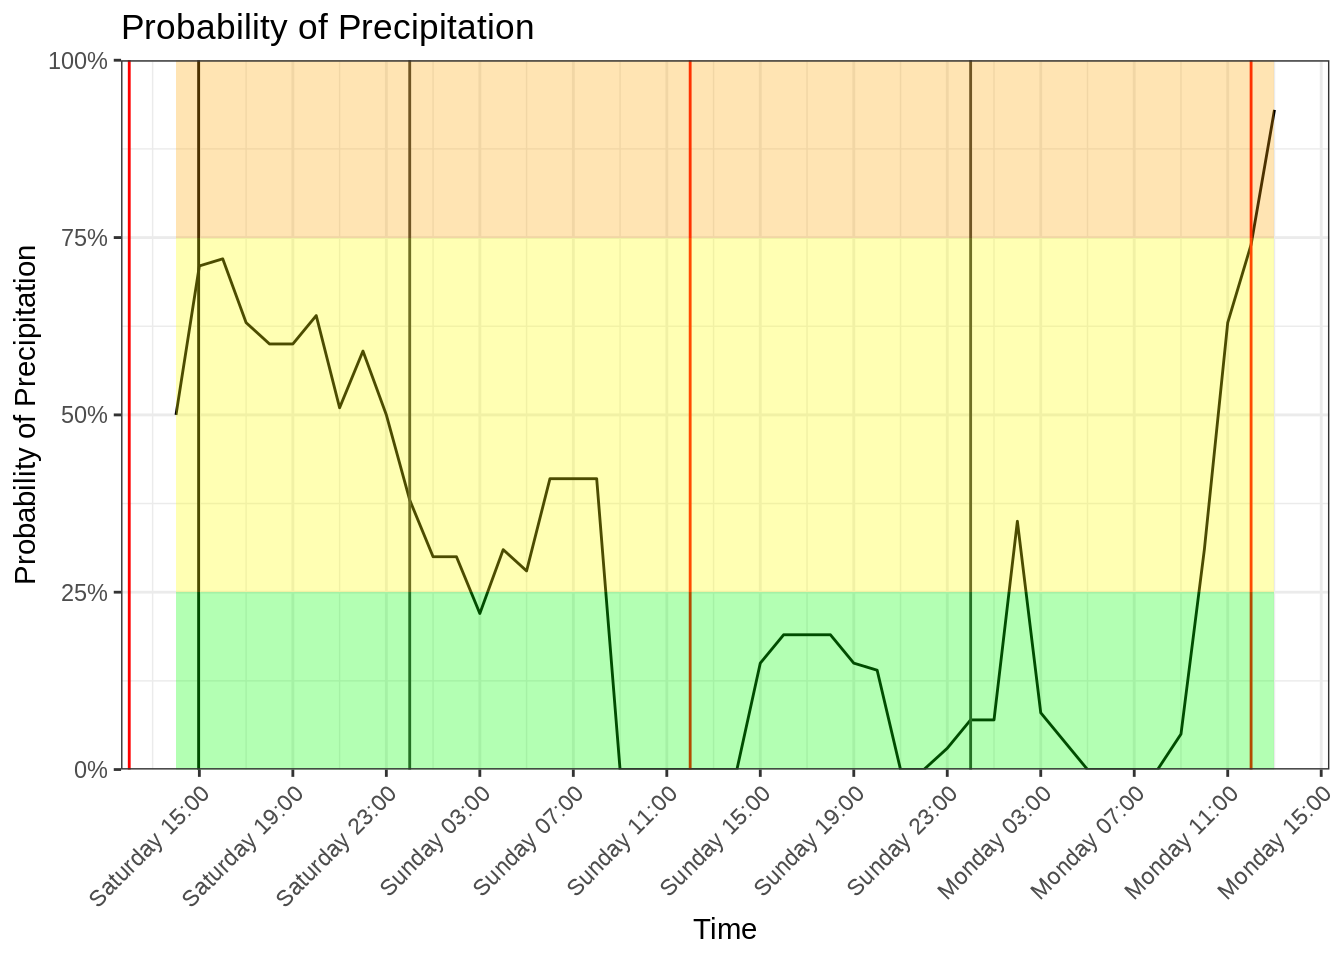 Probability of Precipitation
Probability of Precipitation
100%
75%
50%
25%
0%
Saturday 15:00
Saturday 19:00
Saturday 23:00
Sunday 03:00
Sunday 07:00
Sunday 11:00
Sunday 15:00
Sunday 19:00
Sunday 23:00
Monday 03:00
Monday 07:00
Monday 11:00
Monday 15:00
Time